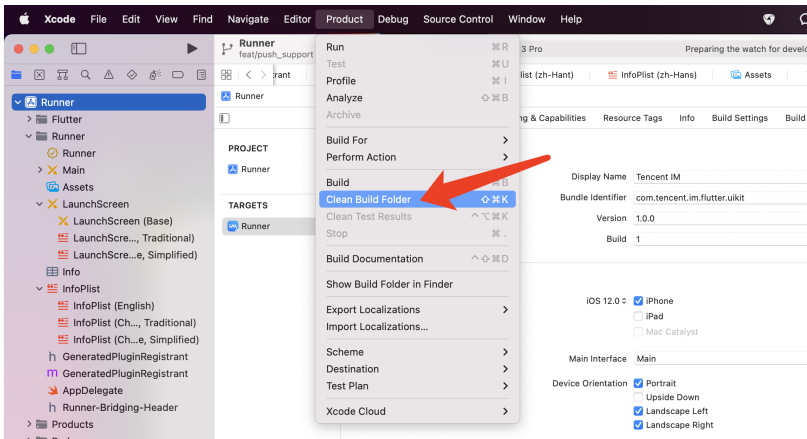 Xcode File Edit View Find Navigate Editor Product Debug Source Control Window Help
Runner
feat/push_support
3 Pro
Preparing the watch for develo
rant
list (zh-Hant)
InfoPlist (zh-Hans)
Assets
Runner
Flutter
Runner
Runner
Main
Assets
LaunchScreen
LaunchScreen (Base)
LaunchScre..., Traditional)
LaunchScre...e, Simplified)
Info
InfoPlist
InfoPlist (English)
InfoPlist (Ch..., Traditional)
InfoPlist (Ch...e, Simplified)
GeneratedPluginRegistrant
GeneratedPluginRegistrant
AppDelegate
Runner-Bridging-Header
Products
Runner
PROJECT
Runner
TARGETS
Runner
Run ⌘R
Test ⌘U
Profile ⌘I
Analyze ⇧⌘B
Archive
Build For
Perform Action
Build ⌘B
Clean Build Folder ⇧⌘K
Clean Test Results ^⌥⌘K
Stop ⌘.
Build Documentation ^⇧⌘D
Show Build Folder in Finder
Export Localizations
Import Localizations...
Scheme
Destination
Test Plan
Xcode Cloud
ng & Capabilities Resource Tags Info Build Settings Build
Display Name Tencent IM
Bundle Identifier com.tencent.im.flutter.uikit
Version 1.0.0
Build 1
iOS 12.0 iPhone
iPad
Mac Catalyst
Main Interface Main
Device Orientation Portrait
Upside Down
Landscape Left
Landscape Right